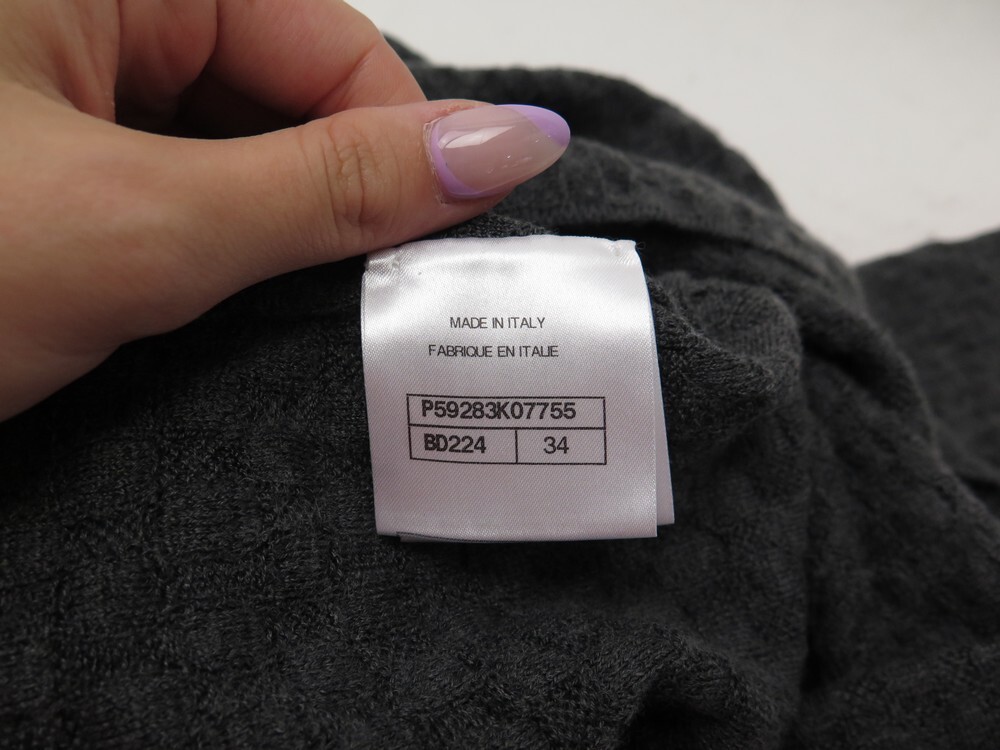 MADE IN ITALY
FABRIQUE EN ITALIE
P59283K07755
BD224 34